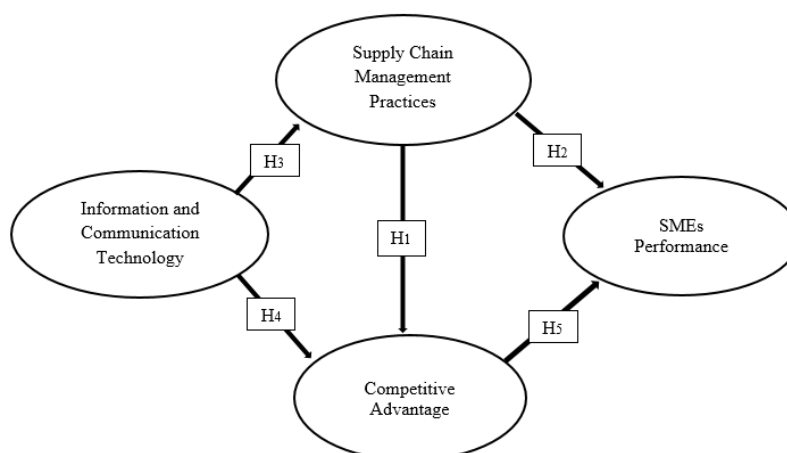 Supply Chain
Management
Practices
H3
H2
Information and
Communication
Technology
H1
SMEs
Performance
H4
H5
Competitive
Advantage